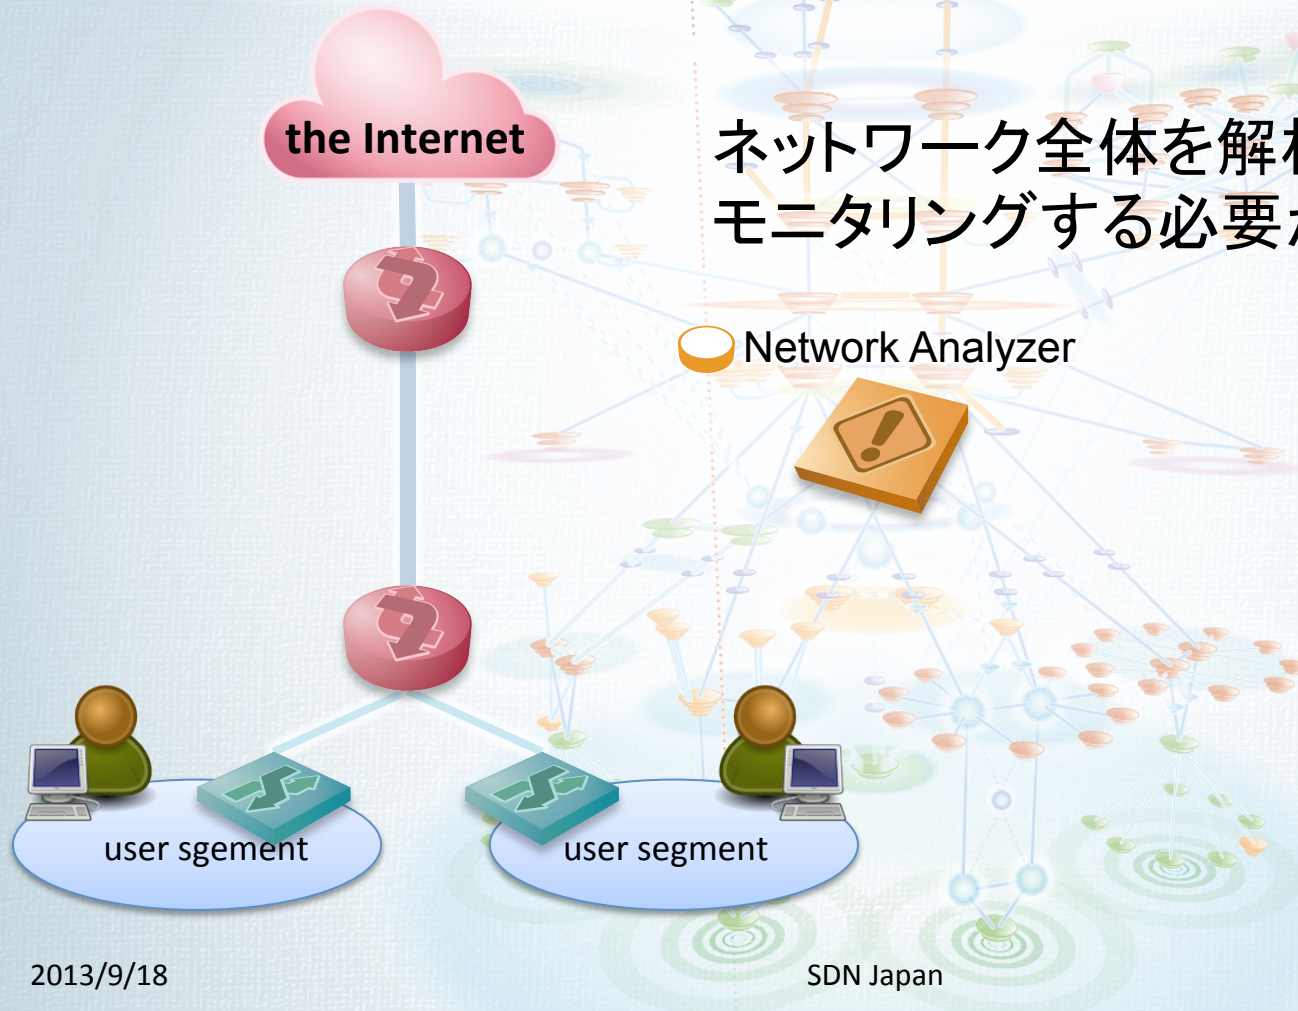 the Internet
ネットワーク全体を解
モニタリングする必要
Network Analyzer
user sgement
user segment
2013/9/18
SDN Japan